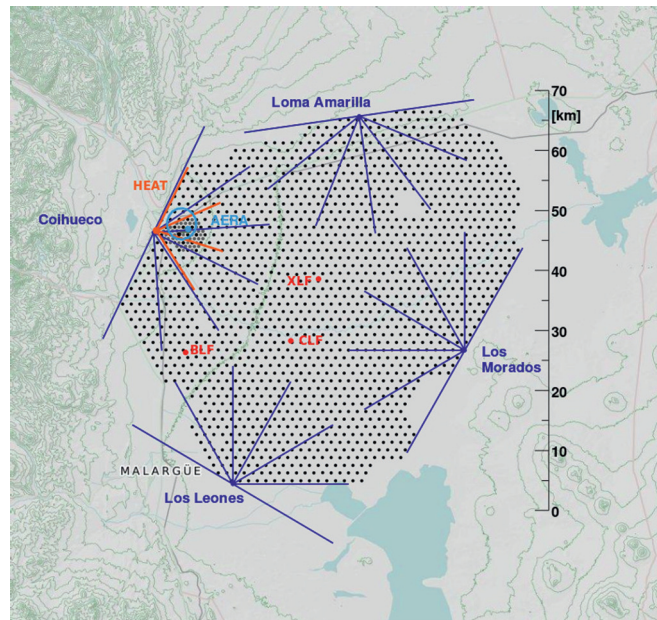 70
Loma Amarilla
[km]
60
HEAT
50
Coihueco
AERA
40
XLF
30
CLF
BLF
Los
Morados
20
10
MALARGÜE
Los Leones
0